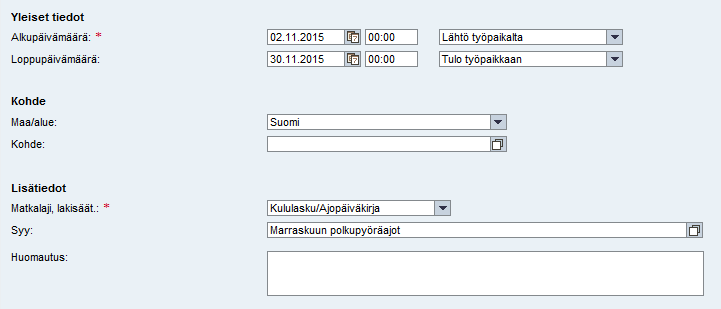 Yleiset tiedot
Alkupäivämäärä: * 02.11.2015 00:00 Lähtö työpaikalta
Loppupäivämäärä: 30.11.2015 00:00 Tulo työpaikkaan
Kohde
Maa/alue: Suomi
Kohde:
Lisätiedot
Matkalaji, lakisäät.: * Kululasku/Ajopäiväkirja
Syy: Marraskuun polkupyöräajot
Huomautus: